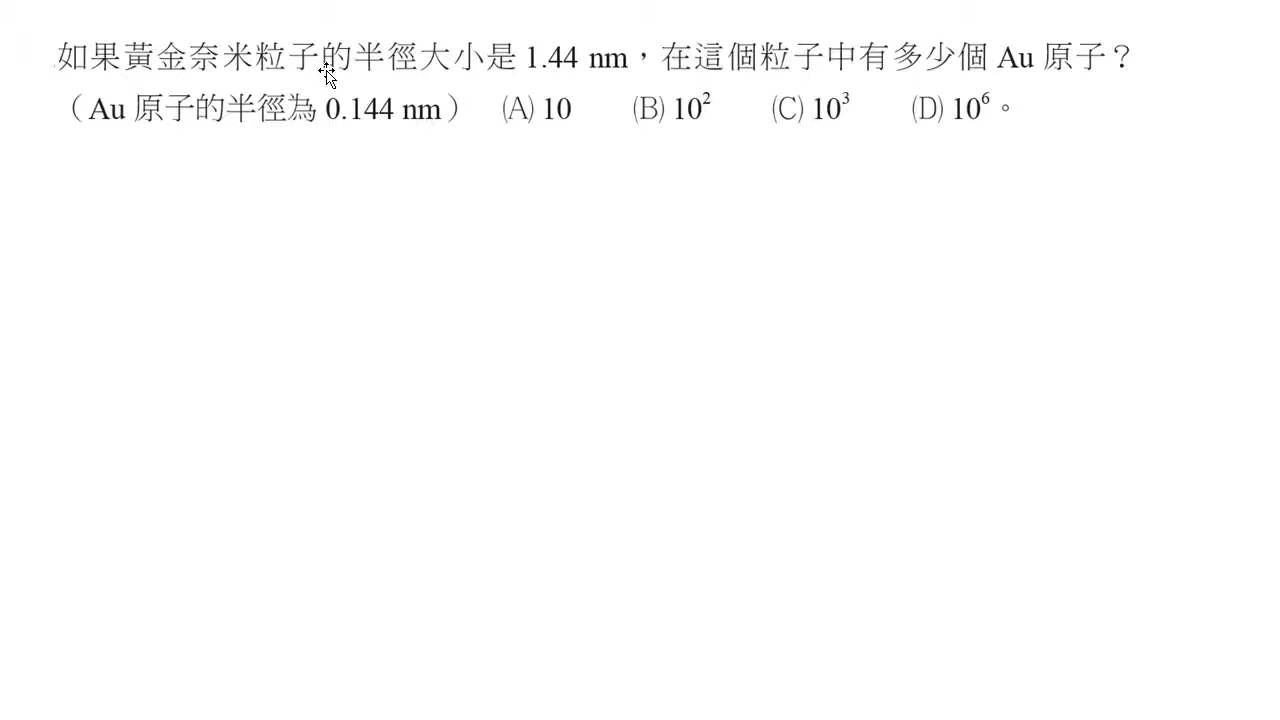 如果黃金奈米粒子的半徑大小是 1.44 nm，在這個粒子中有多少個 Au 原子？
（Au 原子的半徑為 0.144 nm） (A) 10 (B) 10² (C) 10³ (D) 10⁶。